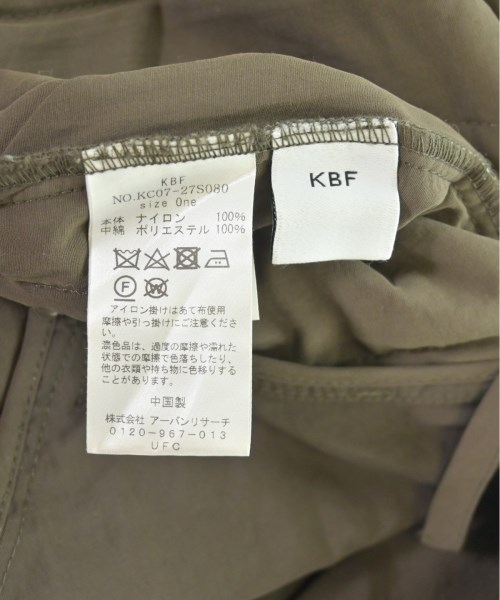 KBF
NO.KC07-27S080
size One
本体 ナイロン 100%
中綿 ポリエステル 100%
アイロン掛けはあて布使用
摩擦や引っ掛けにご注意くださ
い。
濃色品は、過度の摩擦や濡れた
状態での摩擦で色落ちしたり、
他の衣類や持ち物に色移りする
ことがあります。
中国製
株式会社 アーバンリサーチ
0120-967-013
UFC
KBF